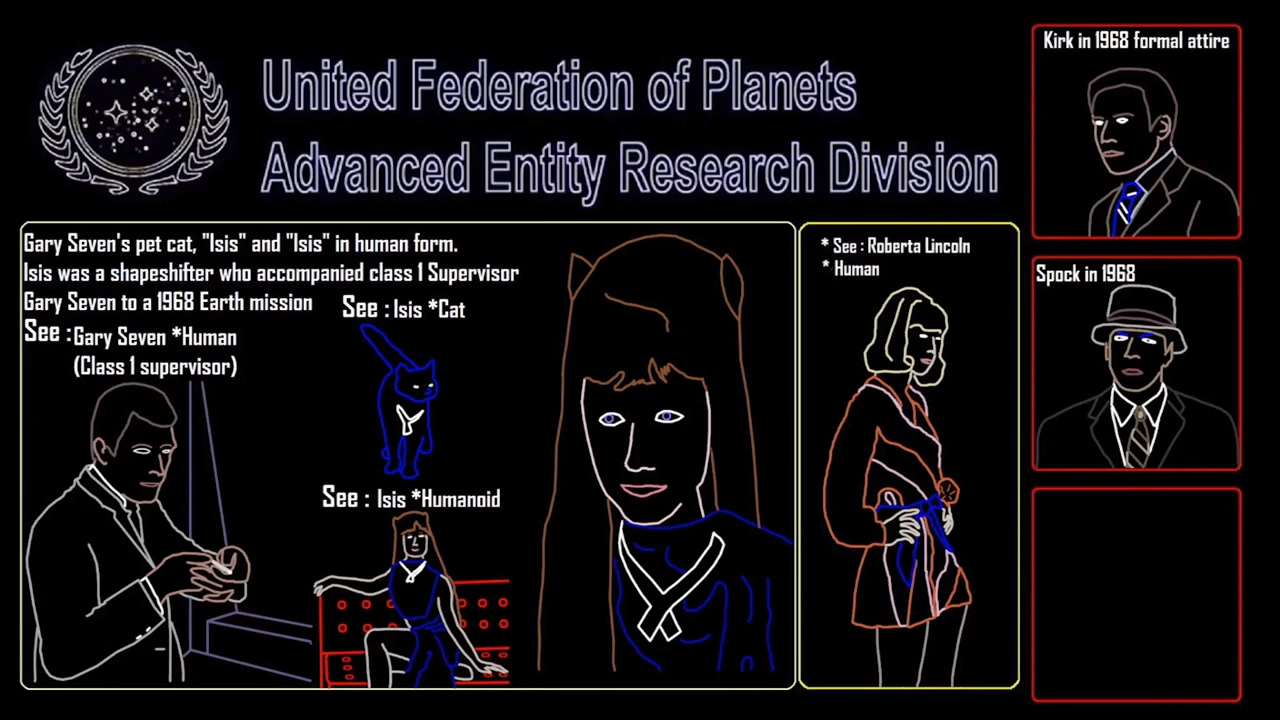 United Federation of Planets
Advanced Entity Research Division
Gary Seven's pet cat, "Isis" and "Isis" in human form.
Isis was a shapeshifter who accompanied class 1 Supervisor
Gary Seven to a 1968 Earth mission
See : Gary Seven *Human
(Class 1 supervisor)
See : Isis *Cat
See : Isis *Humanoid
* See : Roberta Lincoln
* Human
Kirk in 1968 formal attire
Spock in 1968